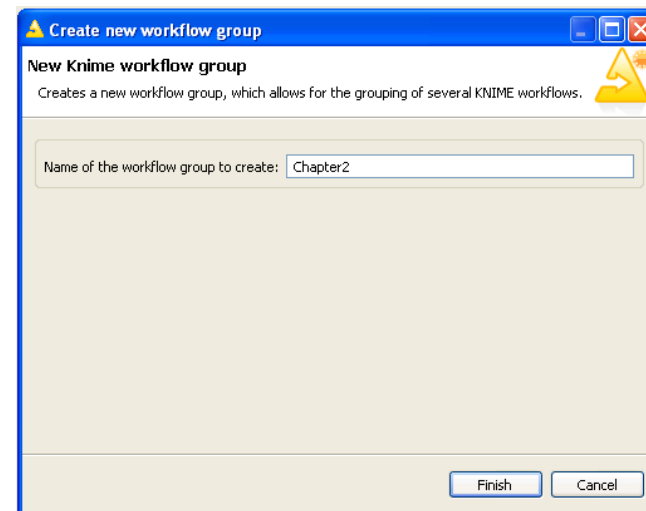 Create new workflow group
New Knime workflow group
Creates a new workflow group, which allows for the grouping of several KNIME workflows.
Name of the workflow group to create: Chapter2
Finish Cancel